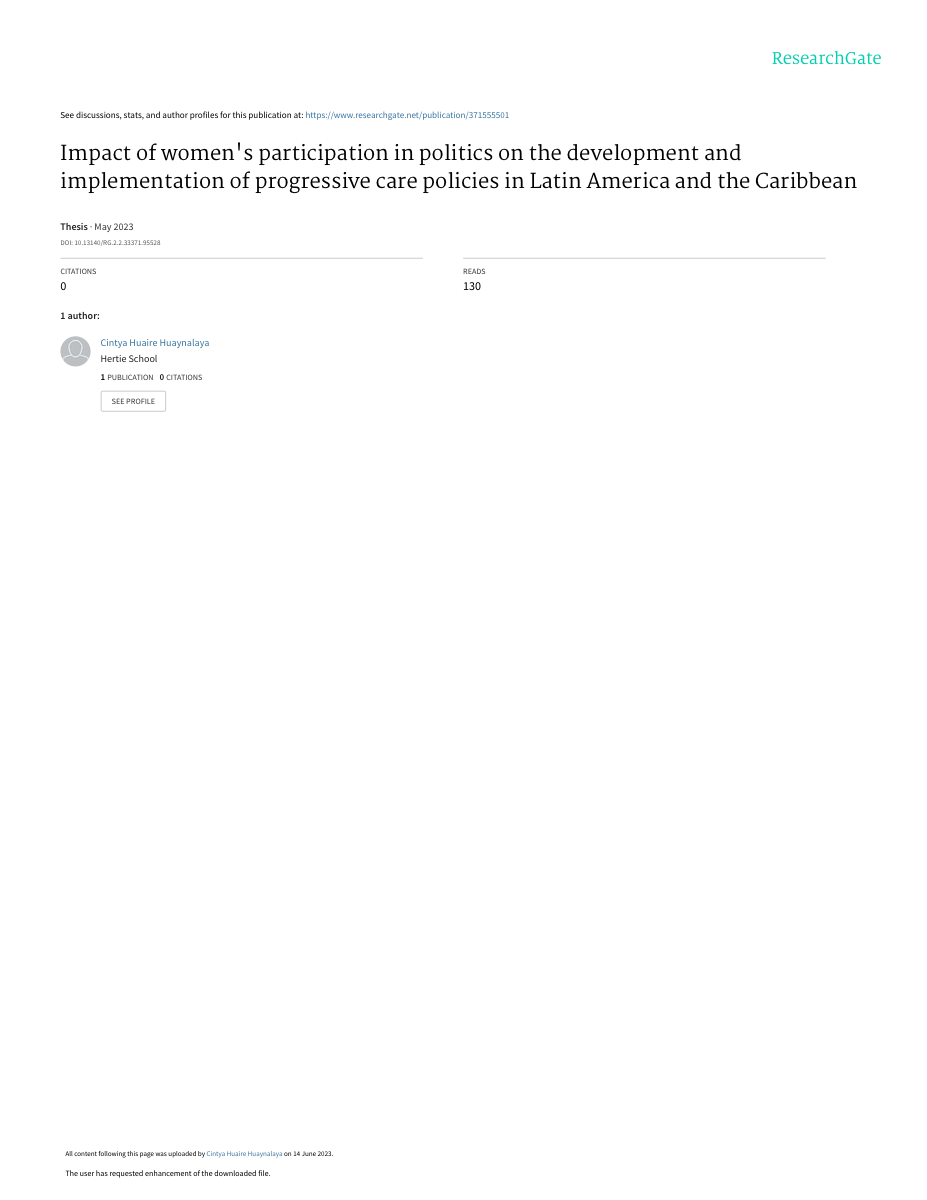 ResearchGate
See discussions, stats, and author profiles for this publication at: https://www.researchgate.net/publication/371555501
Impact of women's participation in politics on the development and
implementation of progressive care policies in Latin America and the Caribbean
Thesis · May 2023
DOI: 10.13140/RG.2.2.33371.95528
CITATIONS
0
READS
130
1 author:
Cintya Huaire Huaynalaya
Hertie School
1 PUBLICATION 0 CITATIONS
SEE PROFILE
All content following this page was uploaded by Cintya Huaire Huaynalaya on 14 June 2023.
The user has requested enhancement of the downloaded file.